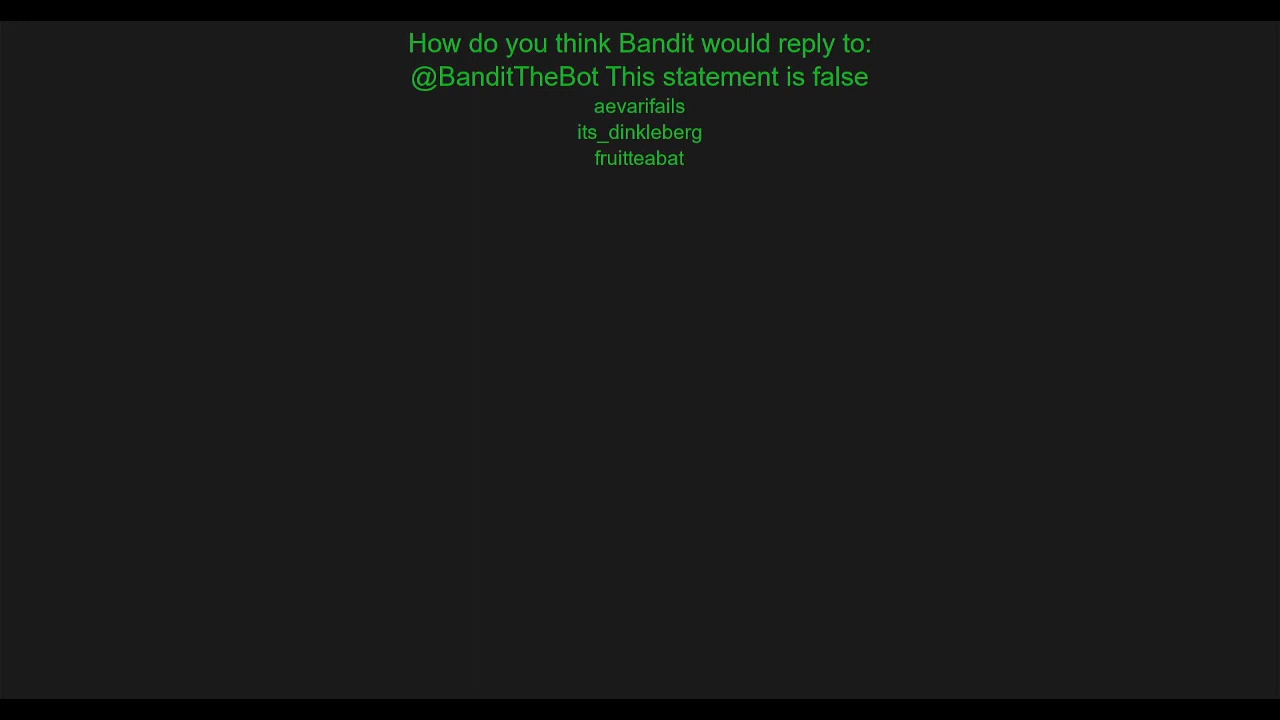 How do you think Bandit would reply to:
@BanditTheBot This statement is false
aevarifails
its_dinkleberg
fruitteabat